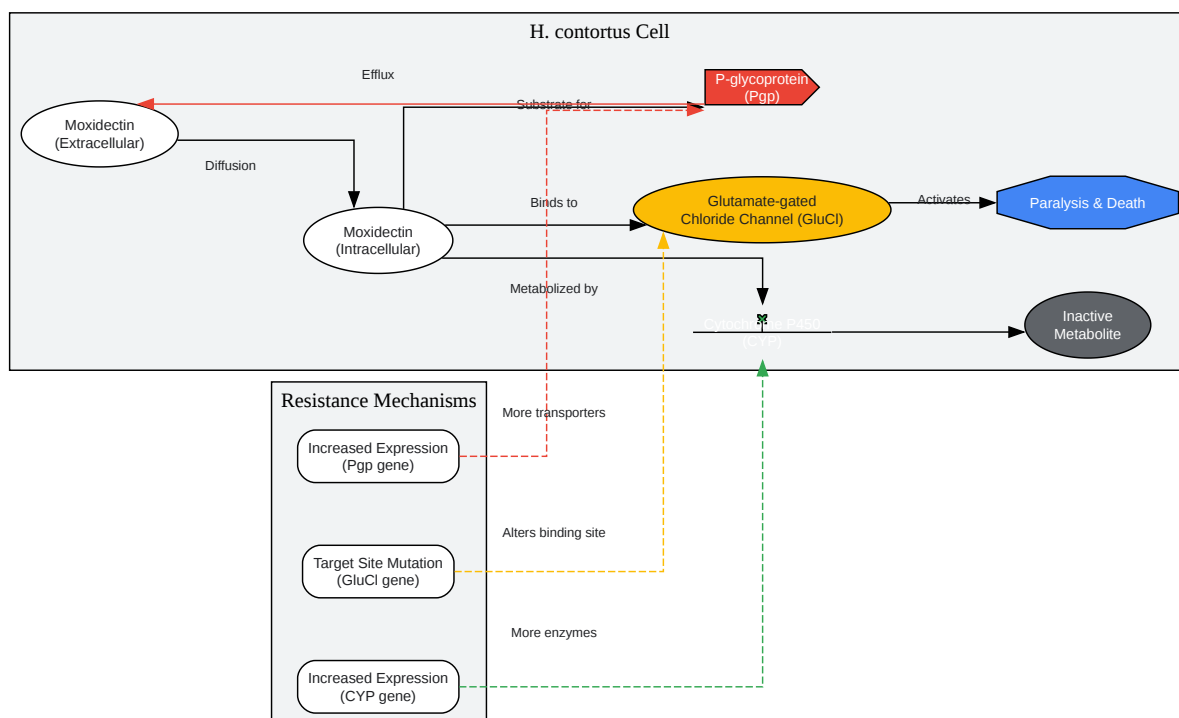 H. contortus Cell
Efflux
P-glycoprotein
(Pgp)
Substrate for
Moxidectin
(Extracellular)
Diffusion
Moxidectin
(Intracellular)
Binds to
Glutamate-gated
Chloride Channel (GluCl)
Activates
Paralysis & Death
Metabolized by
Cytochrome P450
(CYP)
Inactive
Metabolite
Resistance Mechanisms
More transporters
Increased Expression
(Pgp gene)
Alters binding site
Target Site Mutation
(GluCl gene)
More enzymes
Increased Expression
(CYP gene)